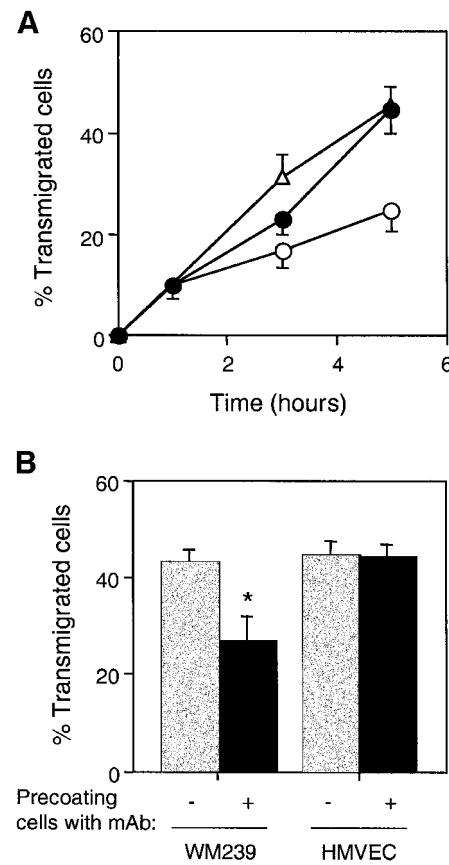 A
60
40
20
0
% Transmigrated cells
0 2 4 6
Time (hours)
B
60
40
20
0
% Transmigrated cells
*
Precoating
cells with mAb: - + - +
WM239 HMVEC